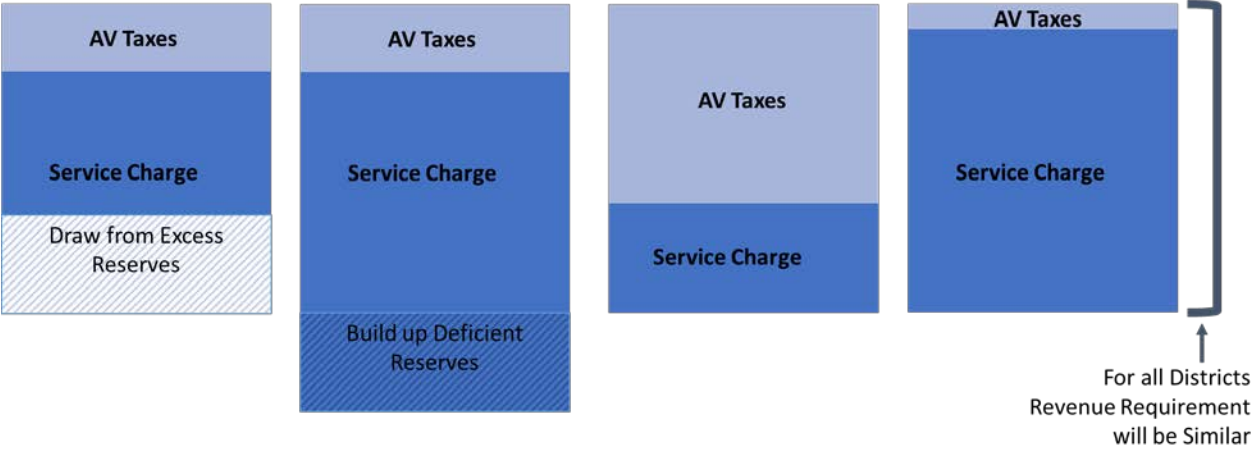 AV Taxes
Service Charge
Draw from Excess
Reserves
AV Taxes
Service Charge
Build up Deficient
Reserves
AV Taxes
Service Charge
AV Taxes
Service Charge
For all Districts
Revenue Requirement
will be Similar